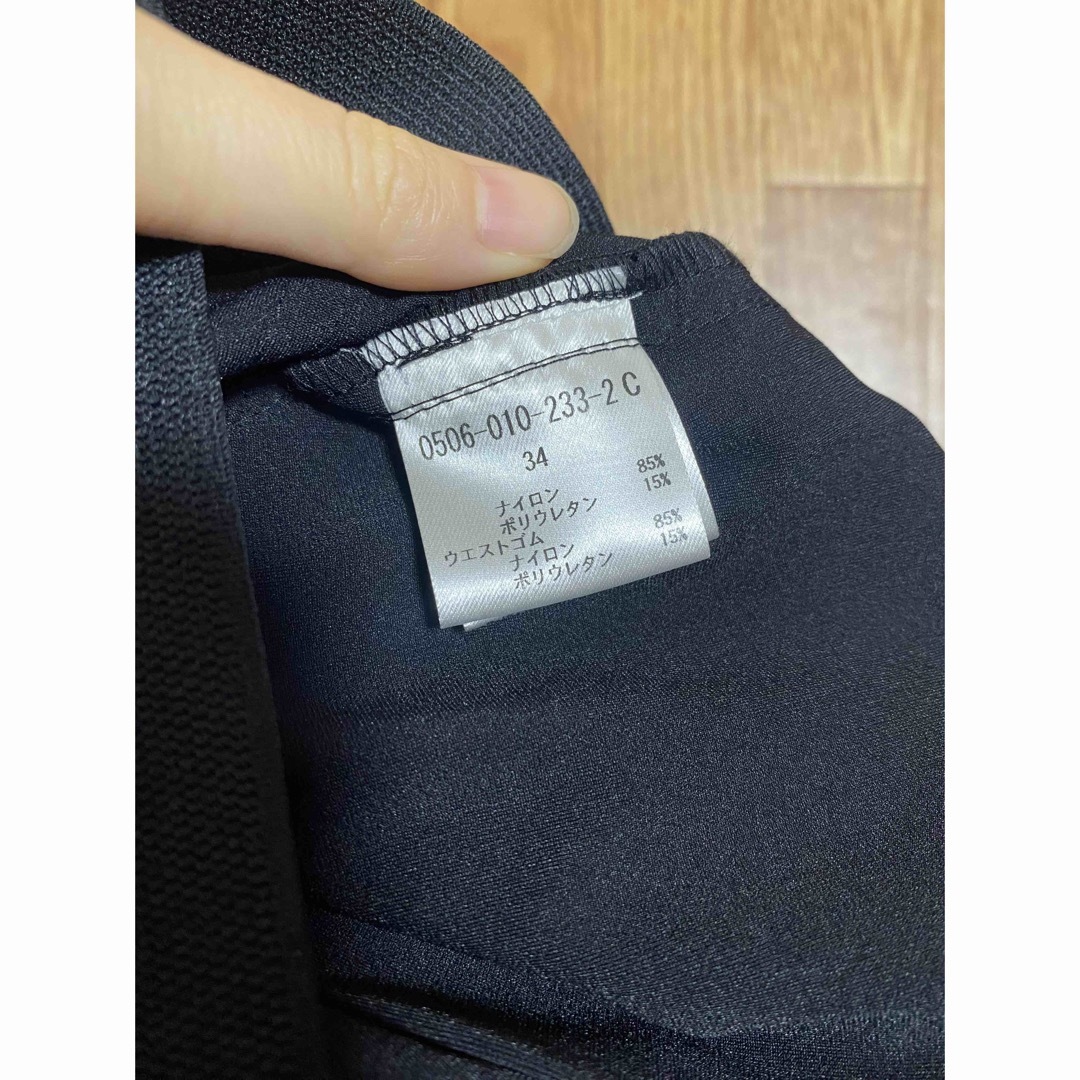 0506-010-233-2 C
34
ナイロン 85%
ポリウレタン 15%
ウエストゴム
ナイロン 85%
ポリウレタン 15%